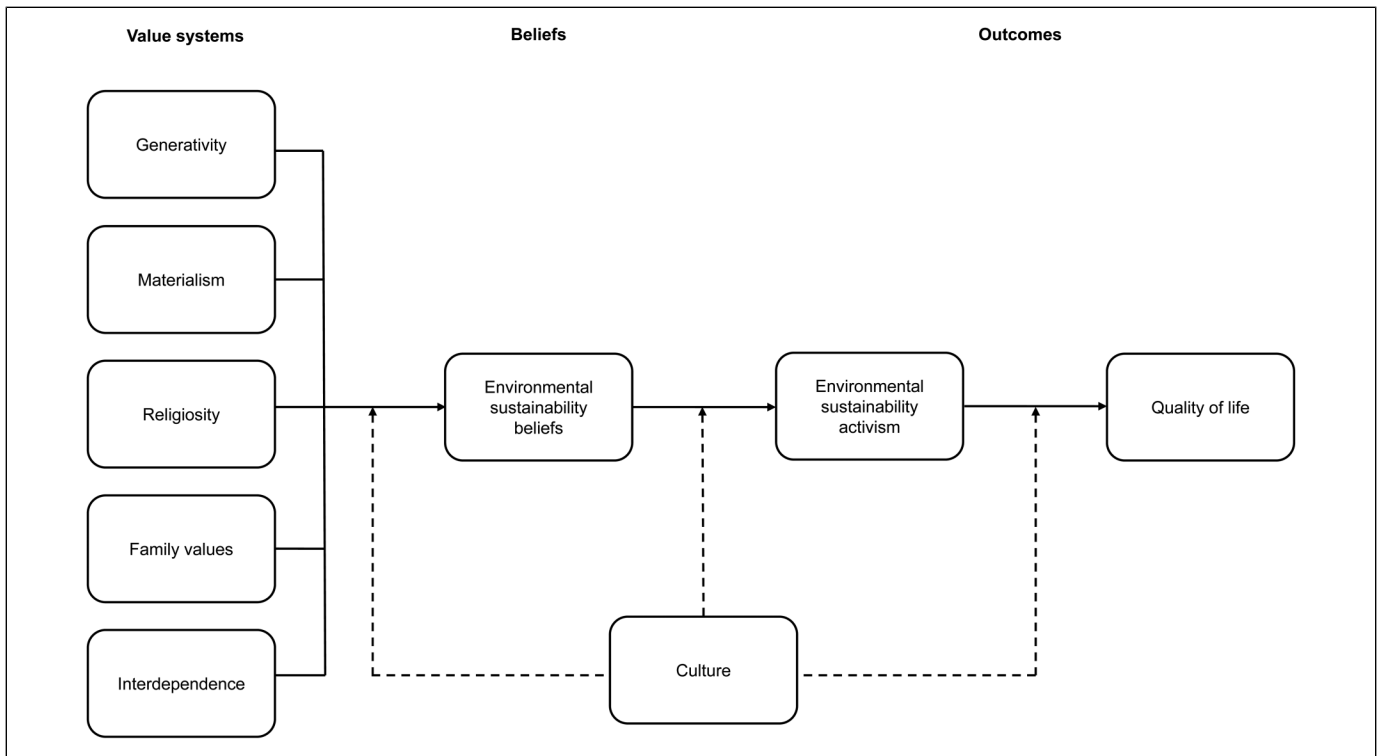 Value systems
Beliefs
Outcomes
Generativity
Materialism
Religiosity
Family values
Interdependence
Environmental
sustainability
beliefs
Environmental
sustainability
activism
Quality of life
Culture